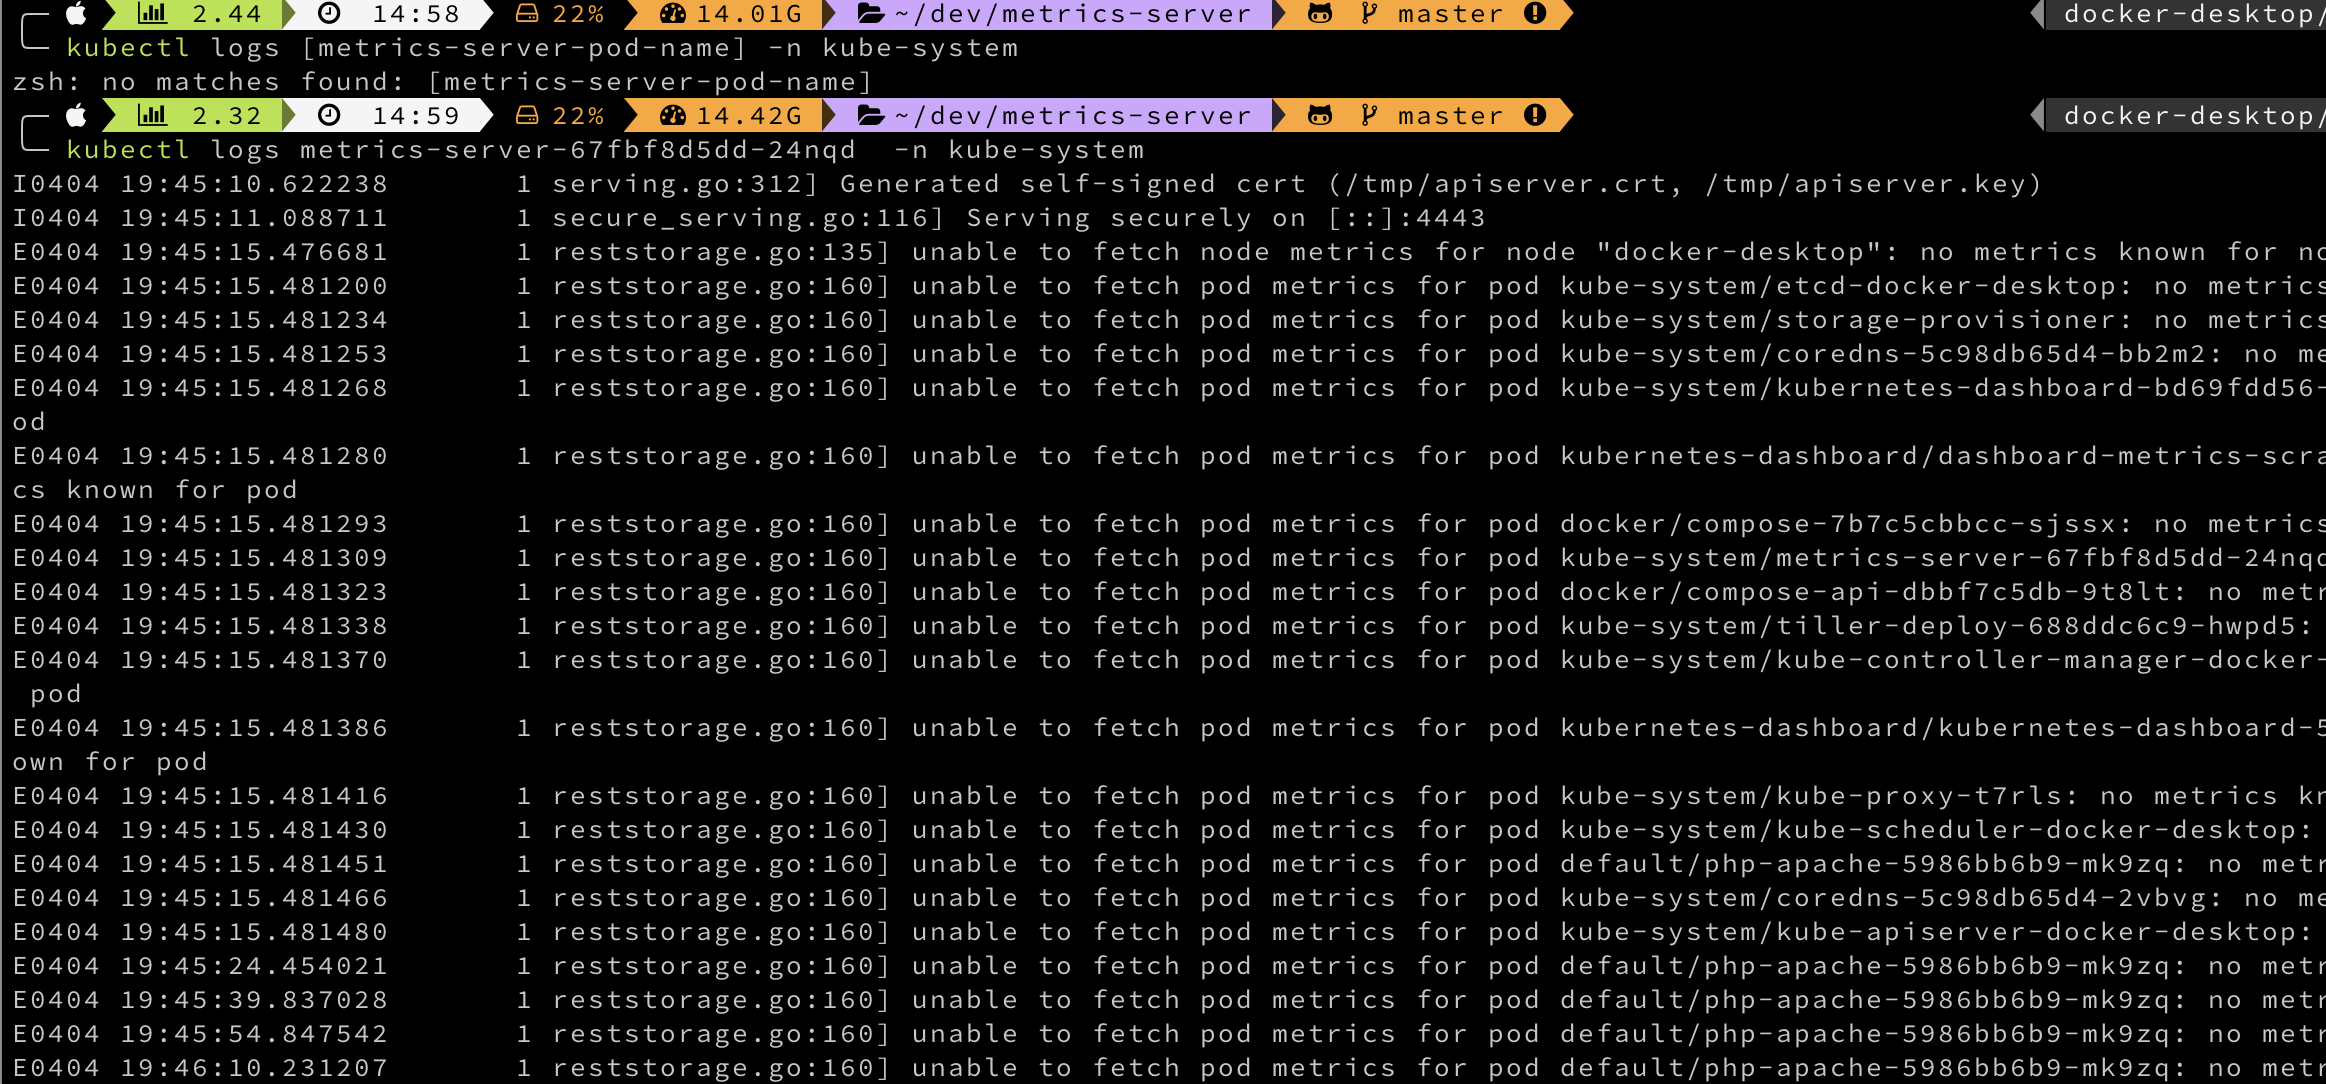 2.44 14:58 22% 14.01G ~/dev/metrics-server master docker-desktop/
kubectl logs [metrics-server-pod-name] -n kube-system
zsh: no matches found: [metrics-server-pod-name]
2.32 14:59 22% 14.42G ~/dev/metrics-server master docker-desktop/
kubectl logs metrics-server-67fbf8d5dd-24nqd  -n kube-system
I0404 19:45:10.622238       1 serving.go:312] Generated self-signed cert (/tmp/apiserver.crt, /tmp/apiserver.key)
I0404 19:45:11.088711       1 secure_serving.go:116] Serving securely on [::]:4443
E0404 19:45:15.476681       1 reststorage.go:135] unable to fetch node metrics for node "docker-desktop": no metrics known for no
E0404 19:45:15.481200       1 reststorage.go:160] unable to fetch pod metrics for pod kube-system/etcd-docker-desktop: no metrics
E0404 19:45:15.481234       1 reststorage.go:160] unable to fetch pod metrics for pod kube-system/storage-provisioner: no metrics
E0404 19:45:15.481253       1 reststorage.go:160] unable to fetch pod metrics for pod kube-system/coredns-5c98db65d4-bb2m2: no me
E0404 19:45:15.481268       1 reststorage.go:160] unable to fetch pod metrics for pod kube-system/kubernetes-dashboard-bd69fdd56-
od
E0404 19:45:15.481280       1 reststorage.go:160] unable to fetch pod metrics for pod kubernetes-dashboard/dashboard-metrics-scra
cs known for pod
E0404 19:45:15.481293       1 reststorage.go:160] unable to fetch pod metrics for pod docker/compose-7b7c5cbbcc-sjssx: no metrics
E0404 19:45:15.481309       1 reststorage.go:160] unable to fetch pod metrics for pod kube-system/metrics-server-67fbf8d5dd-24nqd
E0404 19:45:15.481323       1 reststorage.go:160] unable to fetch pod metrics for pod docker/compose-api-dbbf7c5db-9t8lt: no metr
E0404 19:45:15.481338       1 reststorage.go:160] unable to fetch pod metrics for pod kube-system/tiller-deploy-688ddc6c9-hwpd5:
E0404 19:45:15.481370       1 reststorage.go:160] unable to fetch pod metrics for pod kube-system/kube-controller-manager-docker-
 pod
E0404 19:45:15.481386       1 reststorage.go:160] unable to fetch pod metrics for pod kubernetes-dashboard/kubernetes-dashboard-5
own for pod
E0404 19:45:15.481416       1 reststorage.go:160] unable to fetch pod metrics for pod kube-system/kube-proxy-t7rls: no metrics kn
E0404 19:45:15.481430       1 reststorage.go:160] unable to fetch pod metrics for pod kube-system/kube-scheduler-docker-desktop:
E0404 19:45:15.481451       1 reststorage.go:160] unable to fetch pod metrics for pod default/php-apache-5986bb6b9-mk9zq: no metr
E0404 19:45:15.481466       1 reststorage.go:160] unable to fetch pod metrics for pod kube-system/coredns-5c98db65d4-2vbvg: no me
E0404 19:45:15.481480       1 reststorage.go:160] unable to fetch pod metrics for pod kube-system/kube-apiserver-docker-desktop:
E0404 19:45:24.454021       1 reststorage.go:160] unable to fetch pod metrics for pod default/php-apache-5986bb6b9-mk9zq: no metr
E0404 19:45:39.837028       1 reststorage.go:160] unable to fetch pod metrics for pod default/php-apache-5986bb6b9-mk9zq: no metr
E0404 19:45:54.847542       1 reststorage.go:160] unable to fetch pod metrics for pod default/php-apache-5986bb6b9-mk9zq: no metr
E0404 19:46:10.231207       1 reststorage.go:160] unable to fetch pod metrics for pod default/php-apache-5986bb6b9-mk9zq: no metr